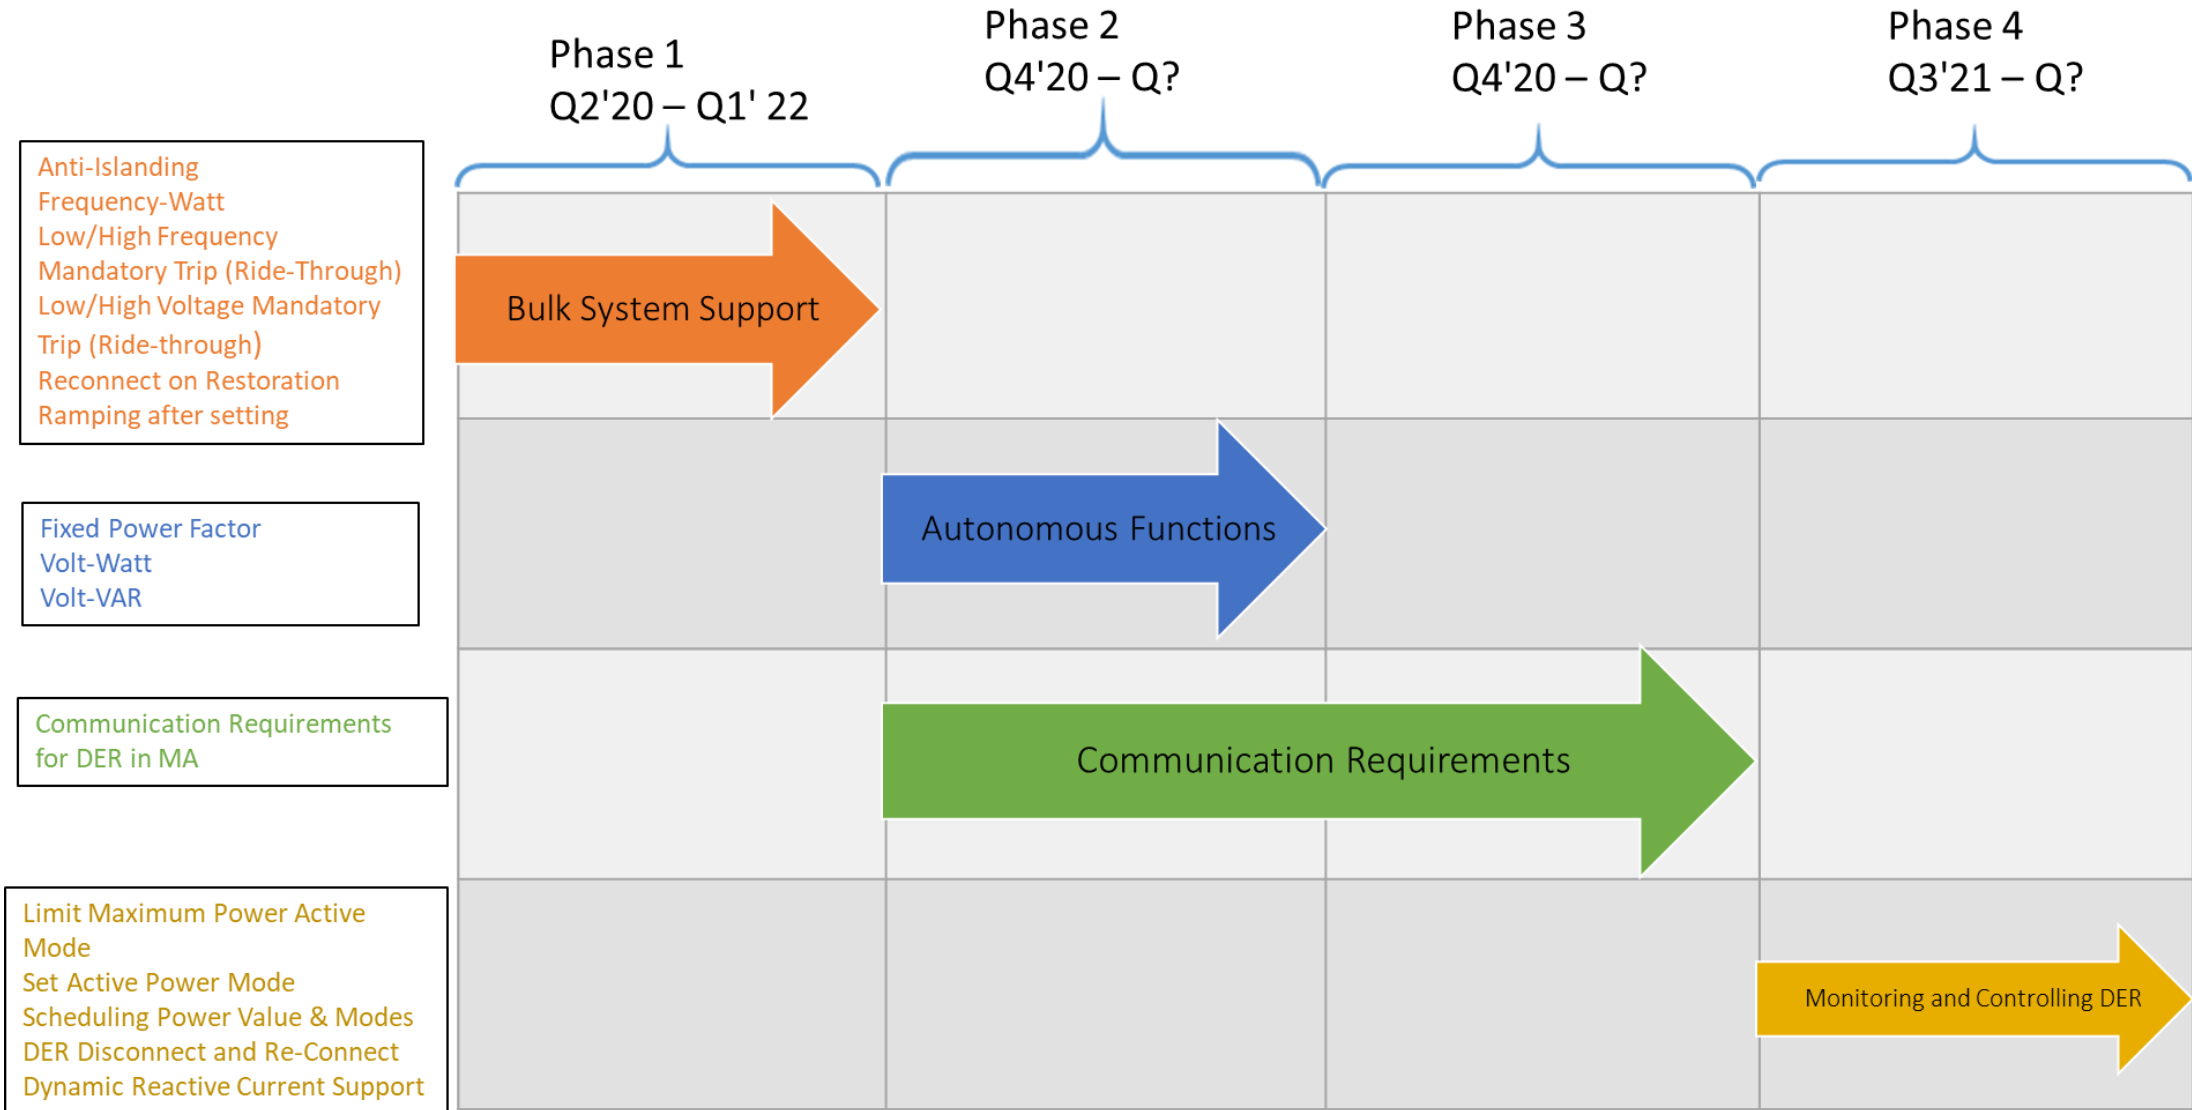 Phase 1
Q2'20 – Q1' 22
Phase 2
Q4'20 – Q?
Phase 3
Q4'20 – Q?
Phase 4
Q3'21 – Q?
Anti-Islanding
Frequency-Watt
Low/High Frequency
Mandatory Trip (Ride-Through)
Low/High Voltage Mandatory
Trip (Ride-through)
Reconnect on Restoration
Ramping after setting
Bulk System Support
Fixed Power Factor
Volt-Watt
Volt-VAR
Autonomous Functions
Communication Requirements
for DER in MA
Communication Requirements
Limit Maximum Power Active
Mode
Set Active Power Mode
Scheduling Power Value & Modes
DER Disconnect and Re-Connect
Dynamic Reactive Current Support
Monitoring and Controlling DER